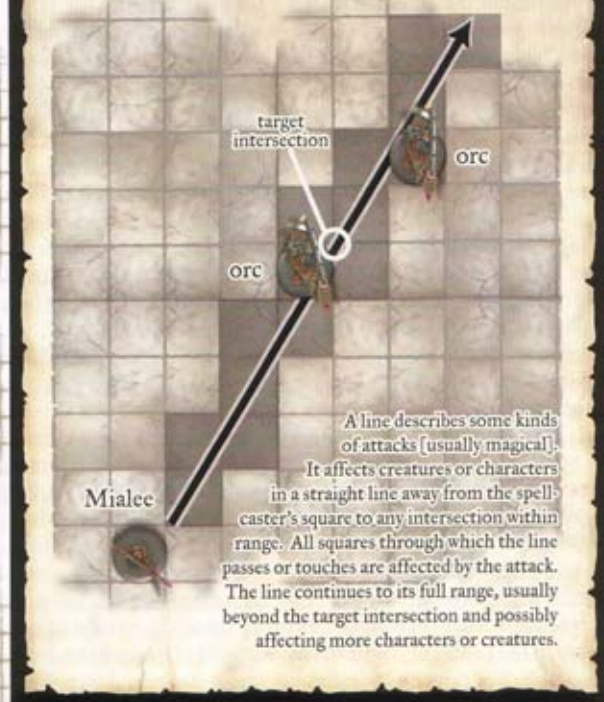 target
intersection
orc
orc
Mialee
A line describes some kinds
of attacks [usually magical].
It affects creatures or characters
in a straight line away from the spell-
caster's square to any intersection within
range. All squares through which the line
passes or touches are affected by the attack.
The line continues to its full range, usually
beyond the target intersection and possibly
affecting more characters or creatures.